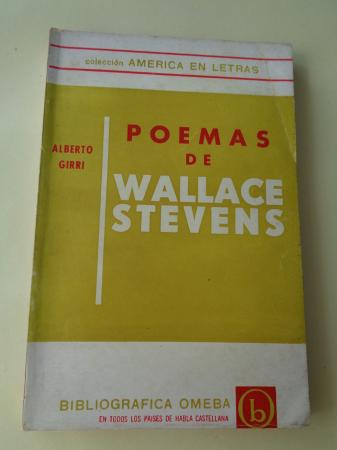 colección AMERICA EN LETRAS
POEMAS
DE
ALBERTO
GIRRI
WALLACE
STEVENS
BIBLIOGRAFICA OMEBA
EN TODOS LOS PAISES DE HABLA CASTELLANA
b